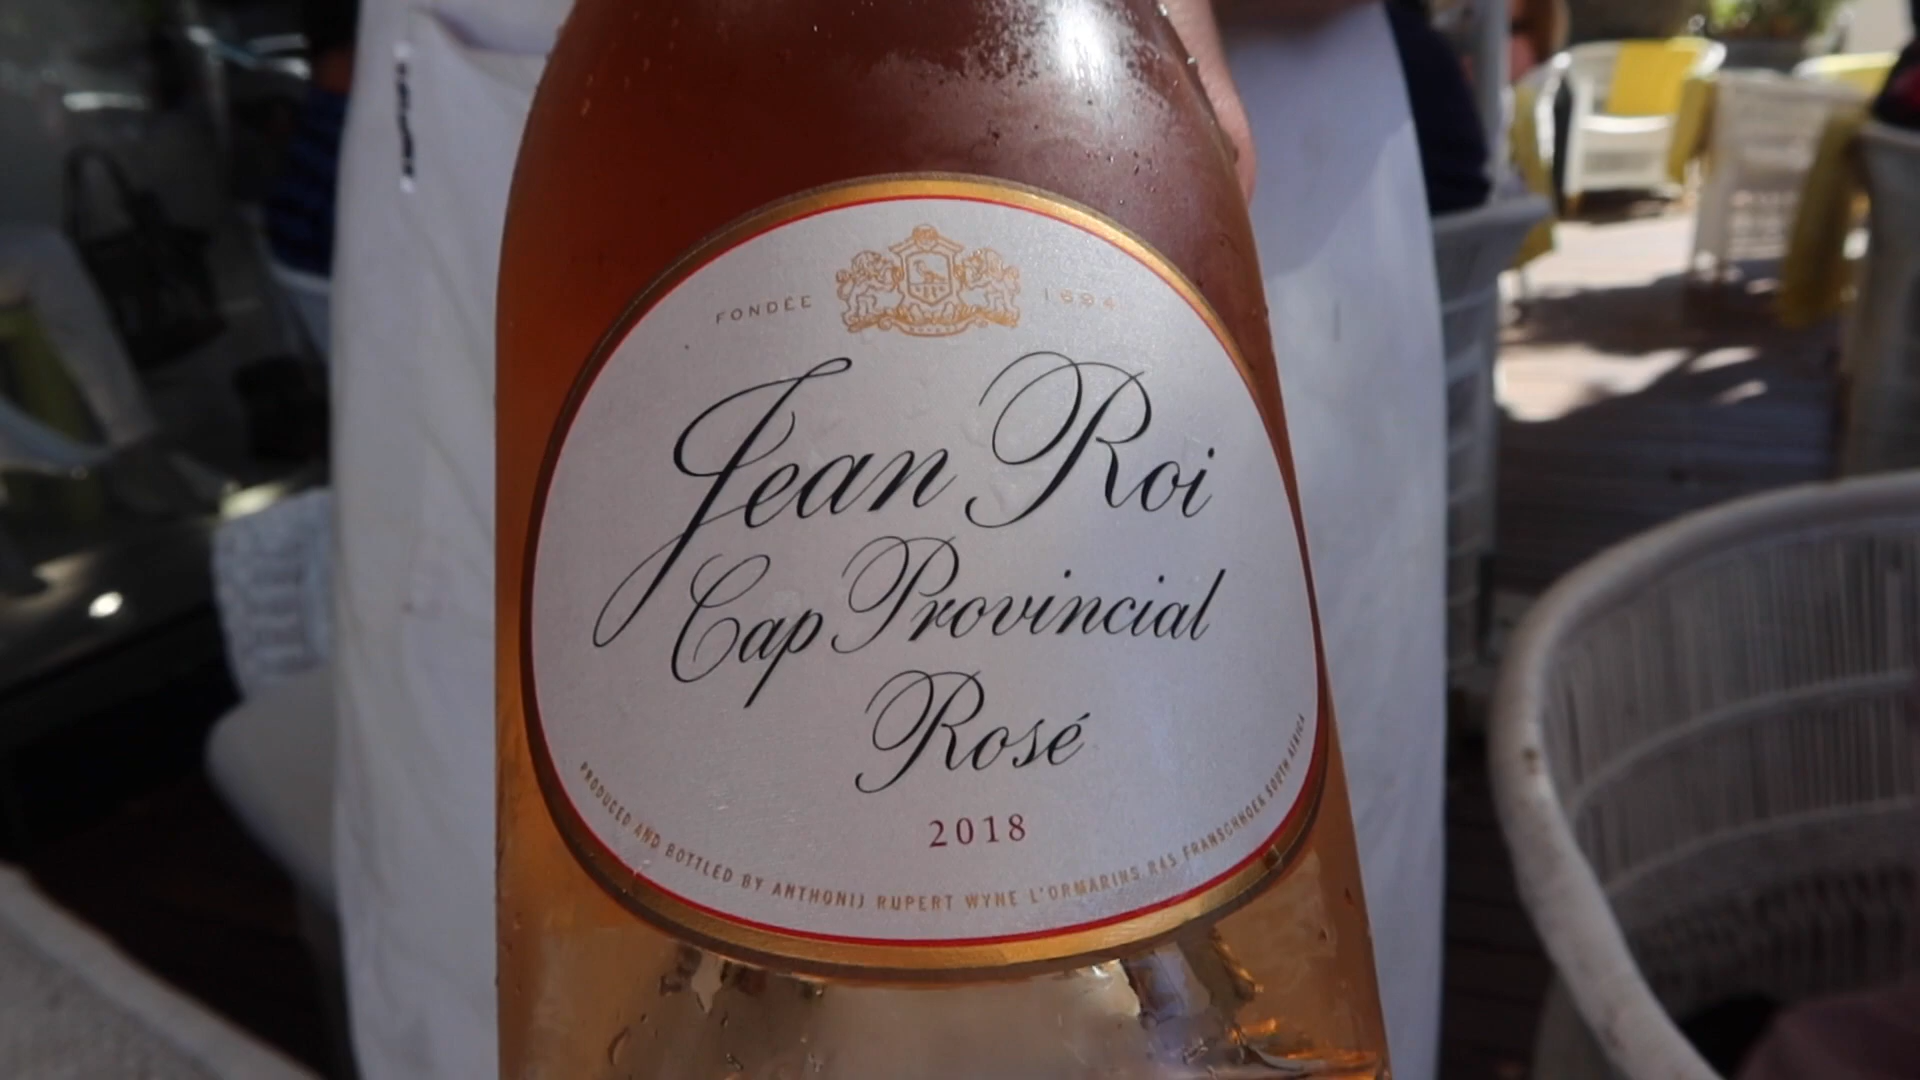 FONDÉE 1694
Jean Roi
Cap Provincial
Rosé
2018
PRODUCED AND BOTTLED BY ANTHONIJ RUPERT WYNE L'ORMARINS R45 FRANSCHHOEK SOUTH AFRICA